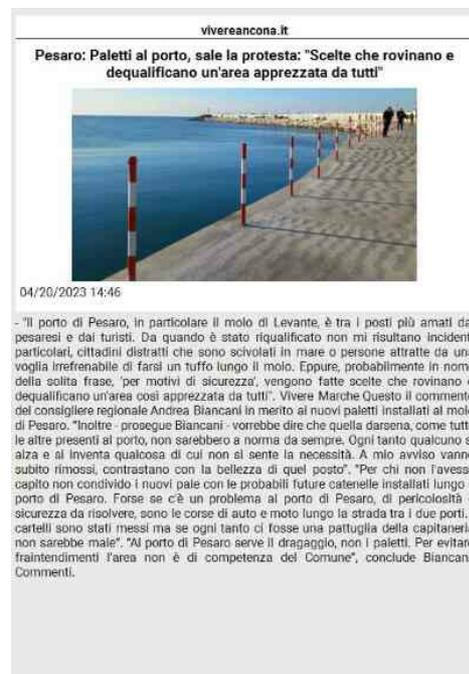 vivereancona.it
Pesaro: Paletti al porto, sale la protesta: "Scelte che rovinano e
dequalificano un'area apprezzata da tutti"
04/20/2023 14:46
- "Il porto di Pesaro, in particolare il molo di Levante, è tra i posti più amati da
pesaresi e dai turisti. Da quando è stato riqualificato non mi risultano incident
particolari, cittadini distratti che sono scivolati in mare o persone attratte da una
voglia irrefrenabile di farsi un tuffo lungo il molo. Eppure, probabilmente in nome
della solita frase, 'per motivi di sicurezza', vengono fatte scelte che rovinano e
dequalificano un'area così apprezzata da tutti". Vivere Marche Questo il comment
del consigliere regionale Andrea Biancani in merito ai nuovi paletti installati al mol
di Pesaro. "Inoltre - prosegue Biancani - vorrebbe dire che quella darsena, come tutt
le altre presenti al porto, non sarebbero a norma da sempre. Ogni tanto qualcuno s
alza e si inventa qualcosa di cui non si sente la necessità. A mio avviso vann
subito rimossi, contrastano con la bellezza di quel posto". "Per chi non l'avess
capito non condivido i nuovi pale con le probabili future catenelle installati lungo
porto di Pesaro. Forse se c'è un problema al porto di Pesaro, di pericolosità
sicurezza da risolvere, sono le corse di auto e moto lungo la strada tra i due porti.
cartelli sono stati messi ma se ogni tanto ci fosse una pattuglia della capitaneria
non sarebbe male". "Al porto di Pesaro serve il dragaggio, non i paletti. Per evitare
fraintendimenti l'area non è di competenza del Comune", conclude Biancan
Commenti.